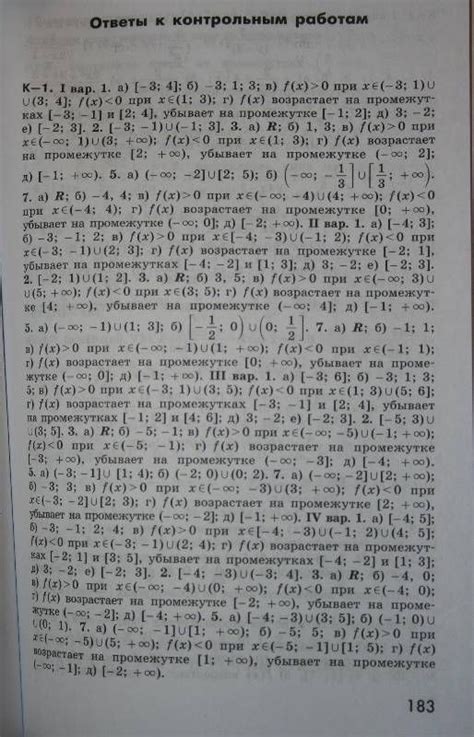 Ответы к контрольным работам
К—1. I вар. 1. а) [−3; 4]; б) −3; 1; 3; в) f(x)>0 при x∈(−3; 1)∪
∪(3; 4]; f(x)<0 при x∈(1; 3); г) f(x) возрастает на промежут-
ках [−3; −1] и [2; 4], убывает на промежутке [−1; 2]; д) 3; −2;
е) [−2; 3]. 2. [−3; −1)∪(−1; 3]. 3. а) R; б) 1, 3; в) f(x)>0 при
x∈(−∞; 1)∪(3; +∞); f(x)<0 при x∈(1; 3); г) f(x) возрастает
на промежутке [2; +∞), убывает на промежутке (−∞; 2];
д) [−1; +∞). 5. а) (−∞; −2]∪[2; 5); б) (−∞; −1/3]∪[1/3; +∞).
7. а) R; б) −4, 4; в) f(x)>0 при x∈(−∞; −4)∪(4; +∞); f(x)<0
при x∈(−4; 4); г) f(x) возрастает на промежутке [0; +∞),
убывает на промежутке (−∞; 0]; д) [−2; +∞). II вар. 1. а) [−4; 3];
б) −3, −1; 2; в) f(x)>0 при x∈[−4; −3)∪(−1; 2); f(x)<0 при
x∈(−3; −1)∪(2; 3]; г) f(x) возрастает на промежутке [−2; 1],
убывает на промежутках [−4; −2] и [1; 3]; д) 3; −2; е) [−2; 3].
2. [−2; 1)∪(1; 2]. 3. а) R; б) 3, 5; в) f(x)>0 при x∈(−∞; 3)∪
∪(5; +∞); f(x)<0 при x∈(3; 5); г) f(x) возрастает на промежут-
ке [4; +∞), убывает на промежутке (−∞; 4]; д) [−1; +∞).
5. а) (−∞; −1)∪(1; 3]; б) [−1/2; 0)∪(0; 1/2]. 7. а) R; б) −1; 1;
в) f(x)>0 при x∈(−∞; −1)∪(1; +∞); f(x)<0 при x∈(−1; 1);
г) f(x) возрастает на промежутке [0; +∞), убывает на проме-
жутке (−∞; 0]; д) [−1; +∞). III вар. 1. а) [−3; 6]; б) −3; 1; 3;
5; в) f(x)>0 при x∈(−3; 1)∪(3; 5); f(x)<0 при x∈(1; 3)∪(5; 6];
г) f(x) возрастает на промежутках [−3; −1] и [2; 4], убывает
на промежутках [−1; 2] и [4; 6]; д) 3; −2; е) [−2; 3]. 2. [−5; 3)∪
∪(3; 5]. 3. а) R; б) −5; −1; в) f(x)>0 при x∈(−∞; −5)∪(−1; +∞);
f(x)<0 при x∈(−5; −1); г) f(x) возрастает на промежутке
[−3; +∞), убывает на промежутке (−∞; −3]; д) [−4; +∞).
5. а) (−3; −1]∪[1; 4); б) (−2; 0)∪(0; 2). 7. а) (−∞; −2]∪[2; +∞);
б) −3; 3; в) f(x)>0 при x∈(−∞; −3)∪(3; +∞); f(x)<0 при
x∈(−3; −2]∪[2; 3); г) f(x) возрастает на промежутке [2; +∞),
убывает на промежутке (−∞; −2]; д) [−1; +∞). IV вар. 1. а) [−4; 5];
б) −3, −1; 2; 4; в) f(x)>0 при x∈[−4; −3)∪(−1; 2)∪(4; 5];
f(x)<0 при x∈(−3; −1)∪(2; 4); г) f(x) возрастает на промежут-
ках [−2; 1] и [3; 5], убывает на промежутках [−4; −2] и [1; 3];
д) 3; −2; е) [−2; 3]. 2. [−4; −3)∪(−3; 4]. 3. а) R; б) −4, 0;
в) f(x)>0 при x∈(−∞; −4)∪(0; +∞); f(x)<0 при x∈(−4; 0);
г) f(x) возрастает на промежутке [−2; +∞), убывает на проме-
жутке (−∞; −2]; д) [−4; +∞). 5. а) [−4; −3)∪(3; 5]; б) (−1; 0)∪
∪(0; 1). 7. а) (−∞; −1]∪[1; +∞); б) −5; 5; в) f(x)>0 при
x∈(−∞; −5)∪(5; +∞); f(x)<0 при x∈(−5; −1]∪[1; 5); г) f(x)
возрастает на промежутке [1; +∞), убывает на промежутке
(−∞; −1]; д) [−2; +∞).
183